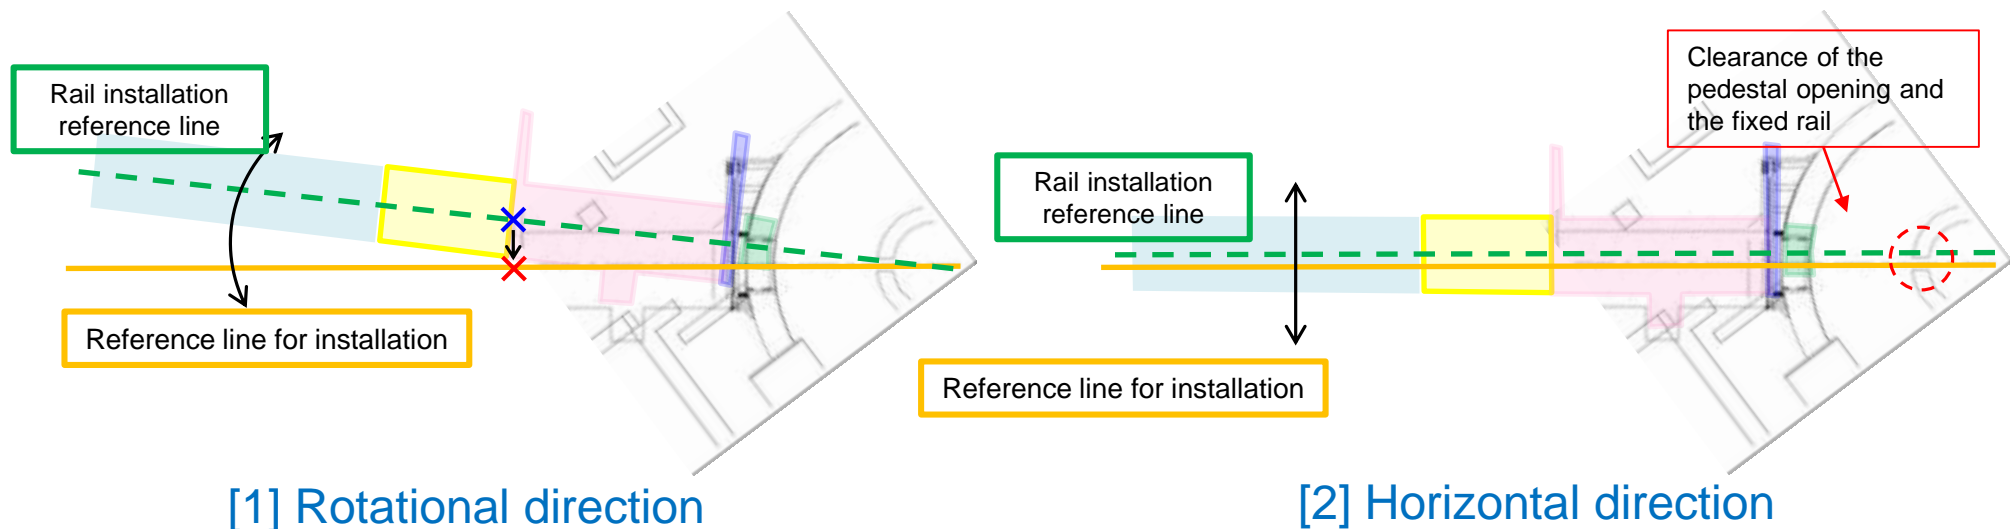 Rail installation
reference line
Reference line for installation
[1] Rotational direction
Clearance of the
pedestal opening and
the fixed rail
Rail installation
reference line
Reference line for installation
[2] Horizontal direction